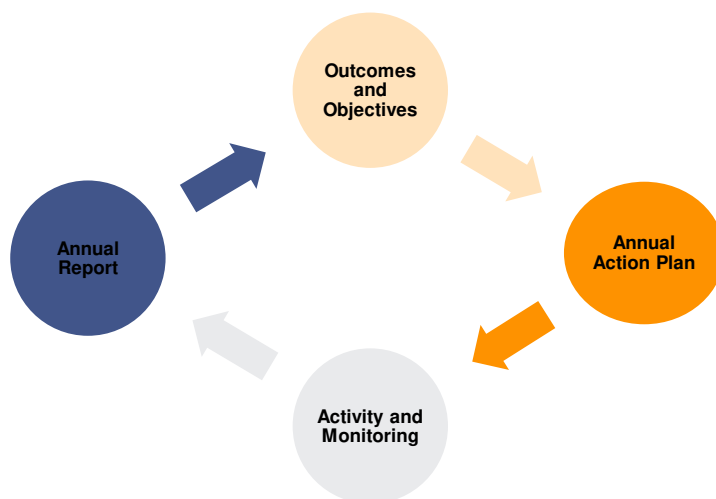 Outcomes
and
Objectives
Annual
Action Plan
Activity and
Monitoring
Annual
Report